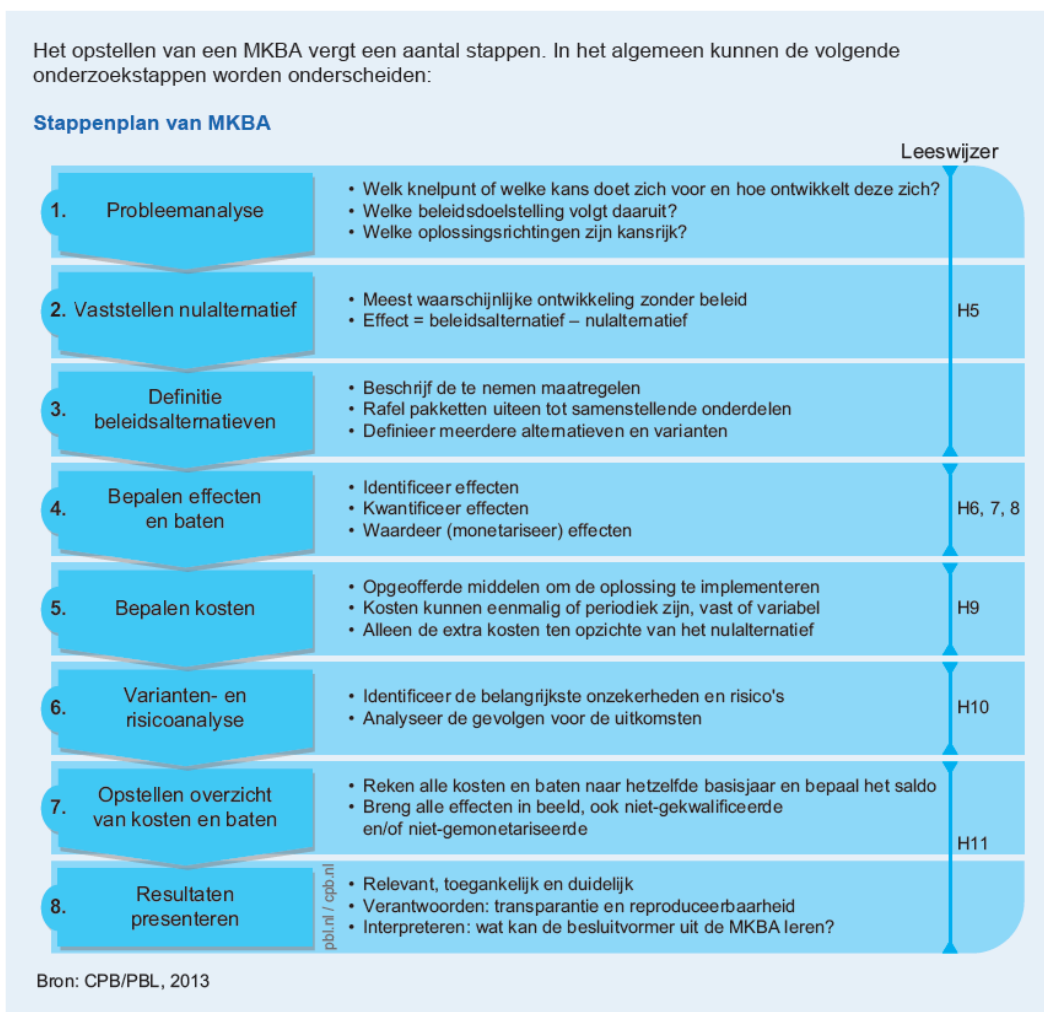 Het opstellen van een MKBA vergt een aantal stappen. In het algemeen kunnen de volgende
onderzoekstappen worden onderscheiden:
Stappenplan van MKBA
Leeswijzer
1. Probleemanalyse
• Welk knelpunt of welke kans doet zich voor en hoe ontwikkelt deze zich?
• Welke beleidsdoelstelling volgt daaruit?
• Welke oplossingsrichtingen zijn kansrijk?
2. Vaststellen nulalternatief
• Meest waarschijnlijke ontwikkeling zonder beleid
• Effect = beleidsalternatief – nulalternatief
H5
3. Definitie
beleidsalternatieven
• Beschrijf de te nemen maatregelen
• Rafel pakketten uiteen tot samenstellende onderdelen
• Definieer meerdere alternatieven en varianten
4. Bepalen effecten
en baten
• Identificeer effecten
• Kwantificeer effecten
• Waardeer (monetariseer) effecten
H6, 7, 8
5. Bepalen kosten
• Opgeofferde middelen om de oplossing te implementeren
• Kosten kunnen eenmalig of periodiek zijn, vast of variabel
• Alleen de extra kosten ten opzichte van het nulalternatief
H9
6. Varianten- en
risicoanalyse
• Identificeer de belangrijkste onzekerheden en risico's
• Analyseer de gevolgen voor de uitkomsten
H10
7. Opstellen overzicht
van kosten en baten
• Reken alle kosten en baten naar hetzelfde basisjaar en bepaal het saldo
• Breng alle effecten in beeld, ook niet-gekwalificeerde
en/of niet-gemonetariseerde
H11
8. Resultaten
presenteren
pbl.nl / cpb.nl
• Relevant, toegankelijk en duidelijk
• Verantwoorden: transparantie en reproduceerbaarheid
• Interpreteren: wat kan de besluitvormer uit de MKBA leren?
Bron: CPB/PBL, 2013